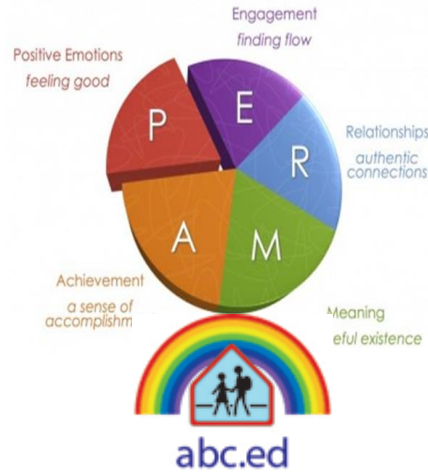 Engagement
finding flow
Positive Emotions
feeling good
P
E
R
A
M
Relationships
authentic
connections
Achievement
a sense of
accomplishm
Meaning
eful existence
abc.ed